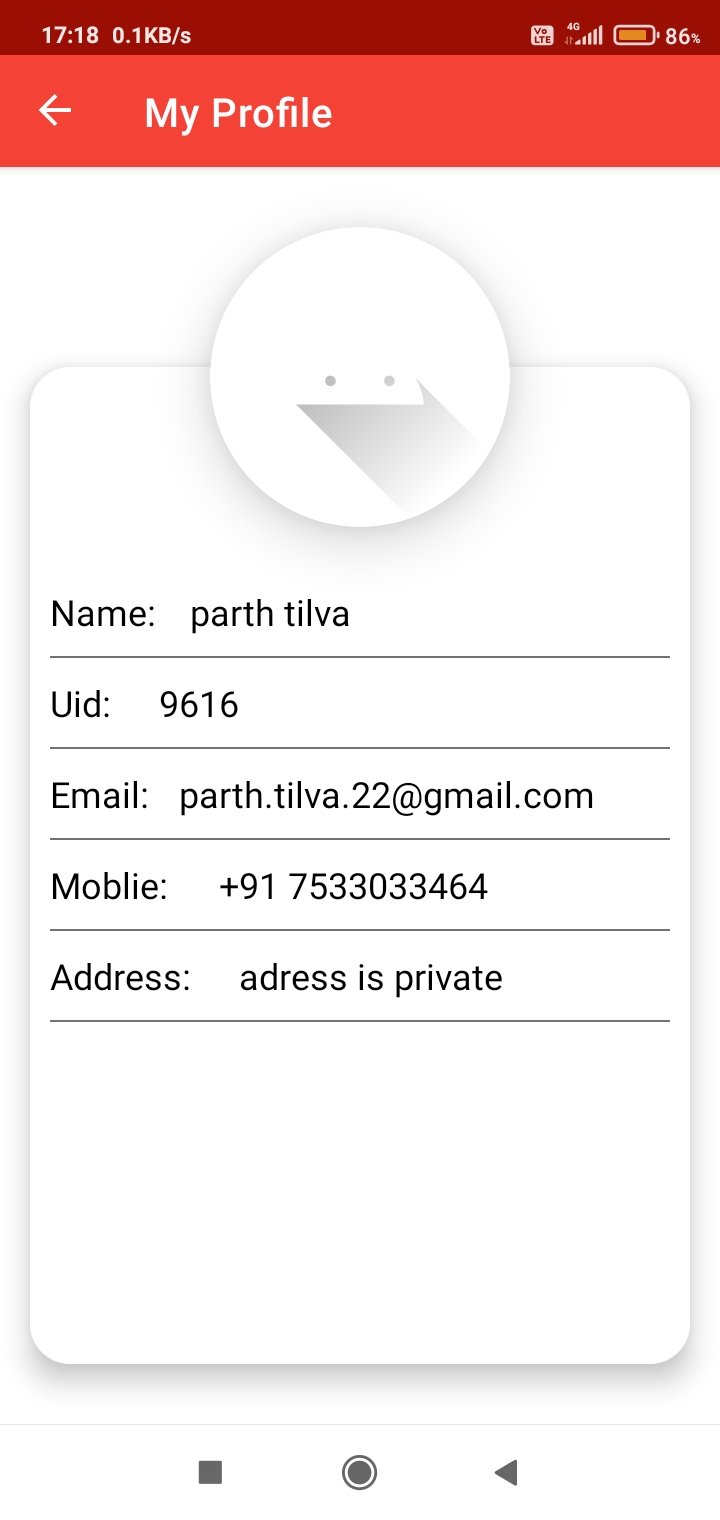 17:18 0.1KB/s Vo LTE 4G 86%
My Profile
Name: parth tilva
Uid: 9616
Email: parth.tilva.22@gmail.com
Moblie: +91 7533033464
Address: adress is private